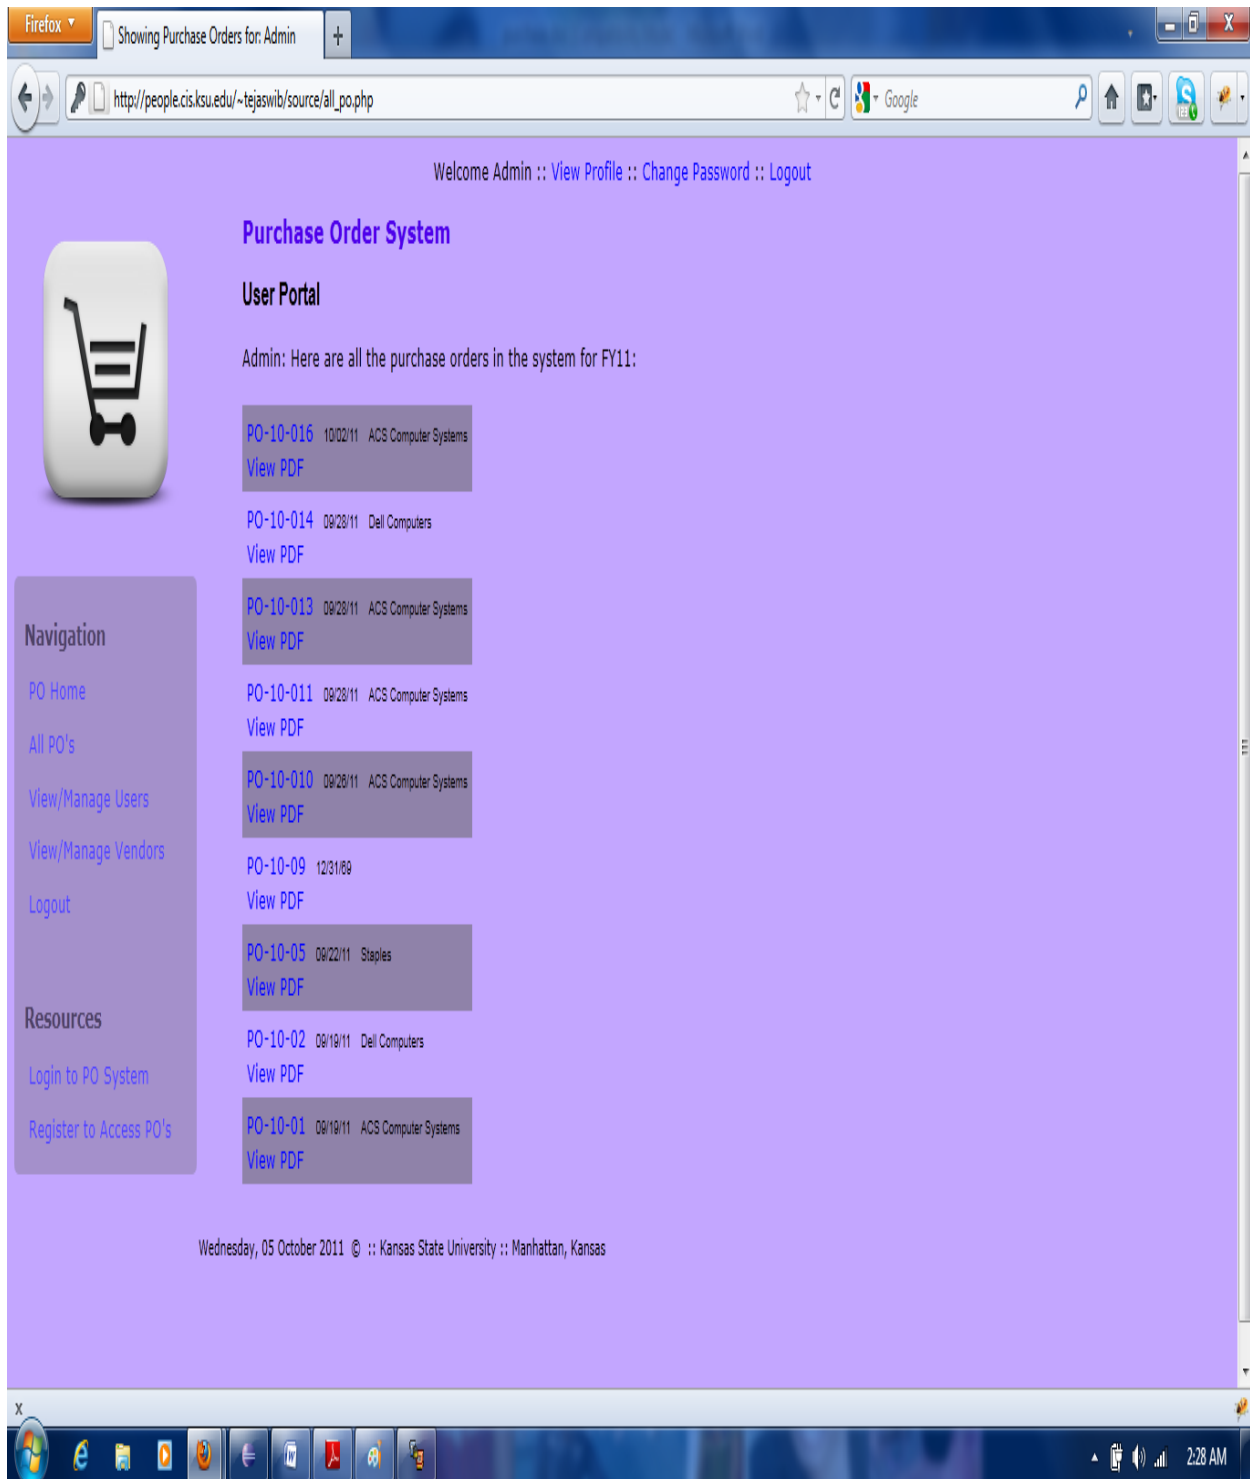 Firefox
Showing Purchase Orders for: Admin
http://people.cis.ksu.edu/~tejaswib/source/all_po.php
Google
Welcome Admin :: View Profile :: Change Password :: Logout
Purchase Order System
User Portal
Admin: Here are all the purchase orders in the system for FY11:
PO-10-016 10/02/11 ACS Computer Systems
View PDF
PO-10-014 09/28/11 Dell Computers
View PDF
PO-10-013 09/28/11 ACS Computer Systems
View PDF
PO-10-011 09/28/11 ACS Computer Systems
View PDF
PO-10-010 09/26/11 ACS Computer Systems
View PDF
PO-10-09 12/31/69
View PDF
PO-10-05 09/22/11 Staples
View PDF
PO-10-02 09/19/11 Dell Computers
View PDF
PO-10-01 09/19/11 ACS Computer Systems
View PDF
Navigation
PO Home
All PO's
View/Manage Users
View/Manage Vendors
Logout
Resources
Login to PO System
Register to Access PO's
Wednesday, 05 October 2011 © :: Kansas State University :: Manhattan, Kansas
x
2:28 AM